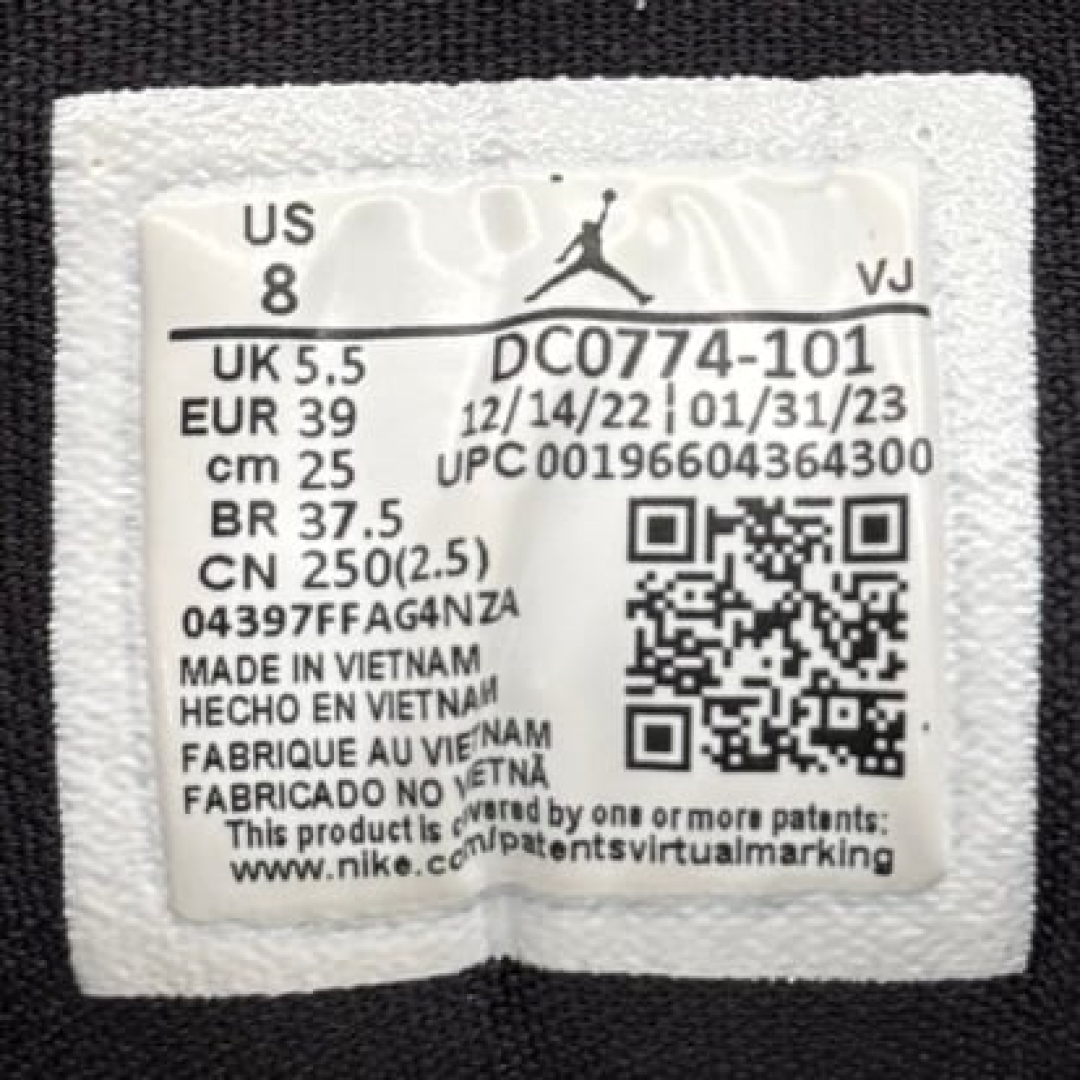 US
8
VJ
UK 5.5
DC0774-101
EUR 39
12/14/22 | 01/31/23
cm 25
UPC 00196604364300
BR 37.5
CN 250(2.5)
04397FFAG4NZA
MADE IN VIETNAM
HECHO EN VIETNAM
FABRIQUE AU VIETNAM
FABRICADO NO VIETNÃ
This product is covered by one or more patents:
www.nike.com/patentsvirtualmarking